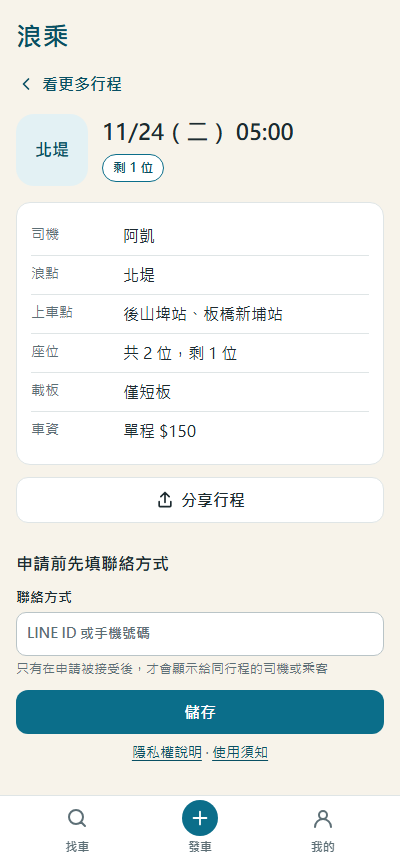 浪乘
看更多行程
北堤
11/24（二）05:00
剩 1 位
司機 阿凱
浪點 北堤
上車點 後山埤站、板橋新埔站
座位 共 2 位，剩 1 位
載板 僅短板
車資 單程 $150
分享行程
申請前先填聯絡方式
聯絡方式
LINE ID 或手機號碼
只有在申請被接受後，才會顯示給同行程的司機或乘客
儲存
隱私權說明 · 使用須知
找車 發車 我的